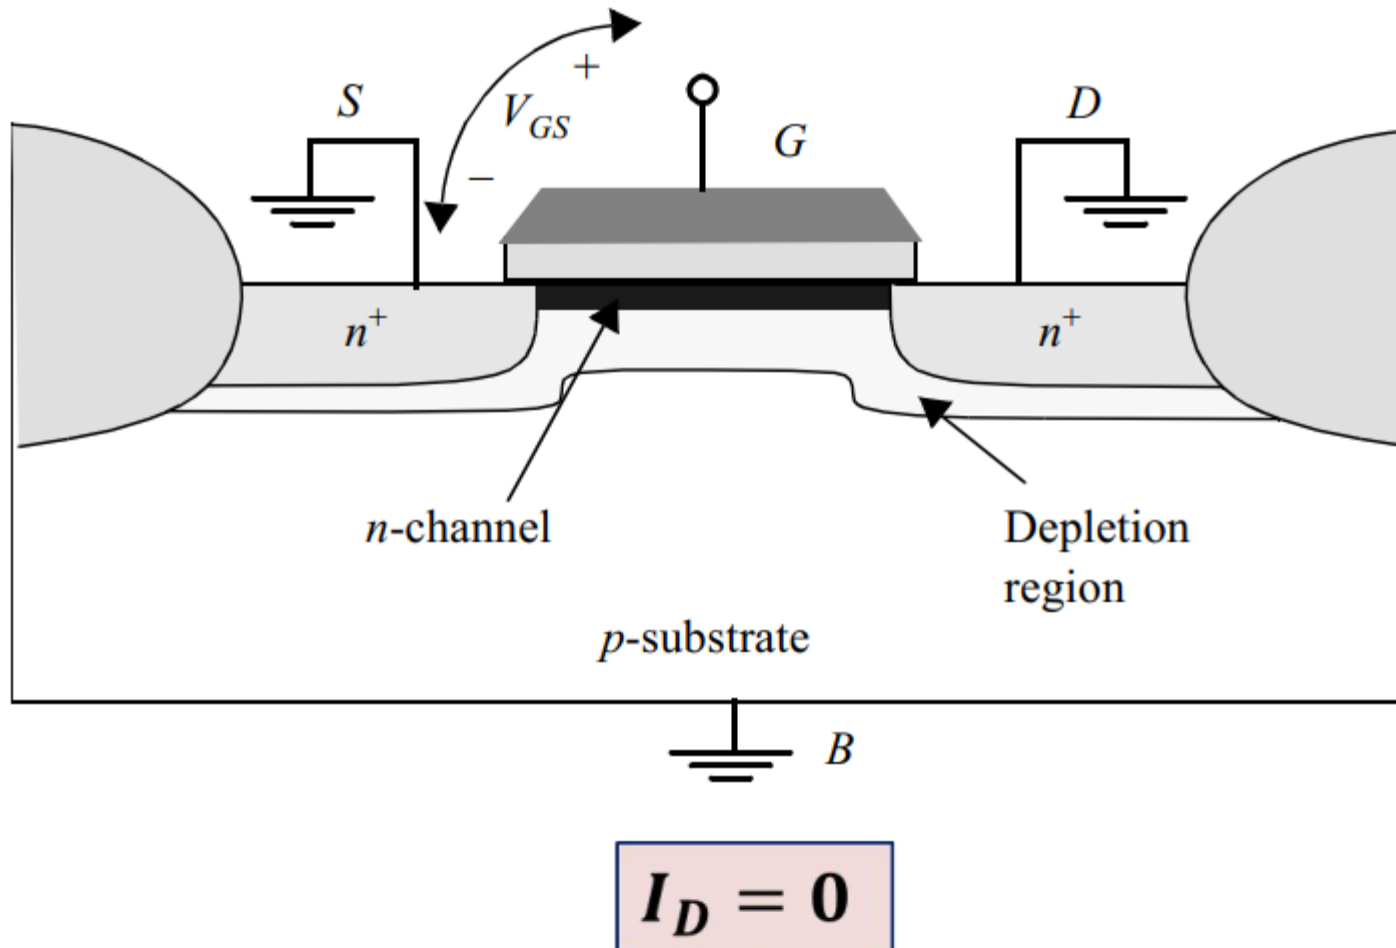 +
S
V_GS
D
G
−
n⁺
n⁺
n-channel
Depletion
region
p-substrate
B
I_D = 0